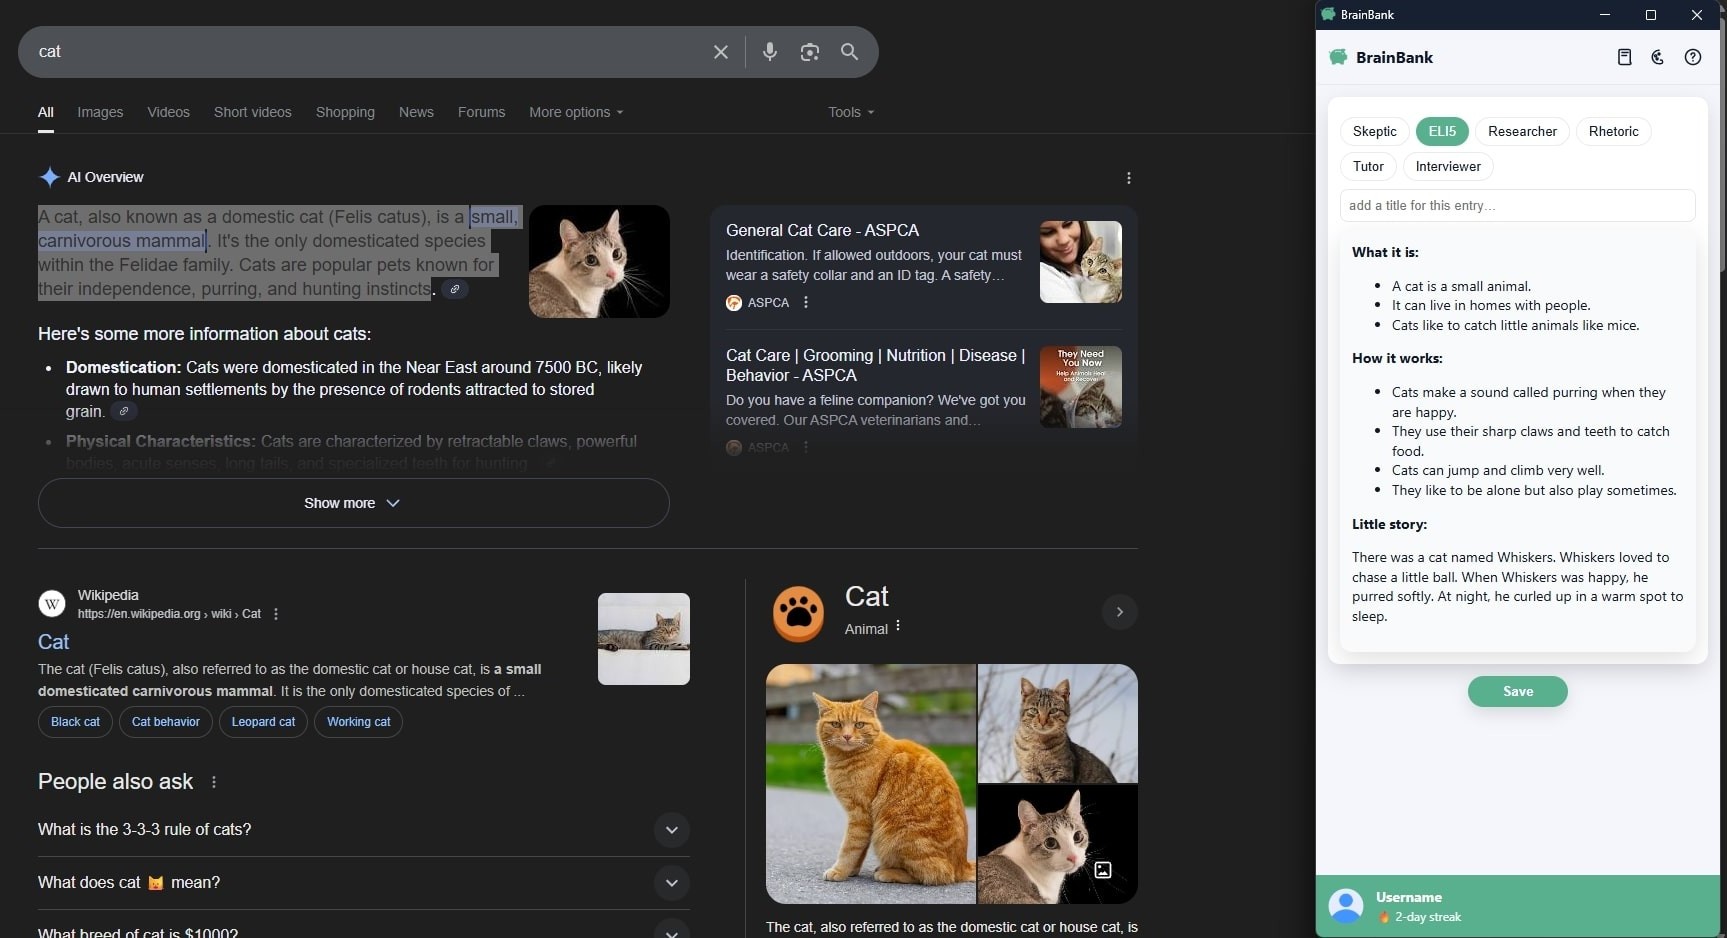 cat
All Images Videos Short videos Shopping News Forums More options Tools
AI Overview
A cat, also known as a domestic cat (Felis catus), is a small,
carnivorous mammal. It's the only domesticated species
within the Felidae family. Cats are popular pets known for
their independence, purring, and hunting instincts.
Here's some more information about cats:
Domestication: Cats were domesticated in the Near East around 7500 BC, likely
drawn to human settlements by the presence of rodents attracted to stored
grain.
Physical Characteristics: Cats are characterized by retractable claws, powerful
bodies, acute senses, long tails, and specialized teeth for hunting.
Show more
General Cat Care - ASPCA
Identification. If allowed outdoors, your cat must
wear a safety collar and an ID tag. A safety…
ASPCA
Cat Care | Grooming | Nutrition | Disease |
Behavior - ASPCA
Do you have a feline companion? We've got you
covered. Our ASPCA veterinarians and…
ASPCA
They Need
You Now
Help Animals Heal
and Recover
W
Wikipedia
https://en.wikipedia.org › wiki › Cat
Cat
The cat (Felis catus), also referred to as the domestic cat or house cat, is a small
domesticated carnivorous mammal. It is the only domesticated species of ...
Black cat Cat behavior Leopard cat Working cat
People also ask
What is the 3-3-3 rule of cats?
What does cat 😺 mean?
What breed of cat is $1000?
Cat
Animal
The cat, also referred to as the domestic cat or house cat, is
BrainBank
BrainBank
Skeptic ELI5 Researcher Rhetoric
Tutor Interviewer
add a title for this entry...
What it is:
A cat is a small animal.
It can live in homes with people.
Cats like to catch little animals like mice.
How it works:
Cats make a sound called purring when they
are happy.
They use their sharp claws and teeth to catch
food.
Cats can jump and climb very well.
They like to be alone but also play sometimes.
Little story:
There was a cat named Whiskers. Whiskers loved to
chase a little ball. When Whiskers was happy, he
purred softly. At night, he curled up in a warm spot to
sleep.
Save
Username
🔥 2-day streak